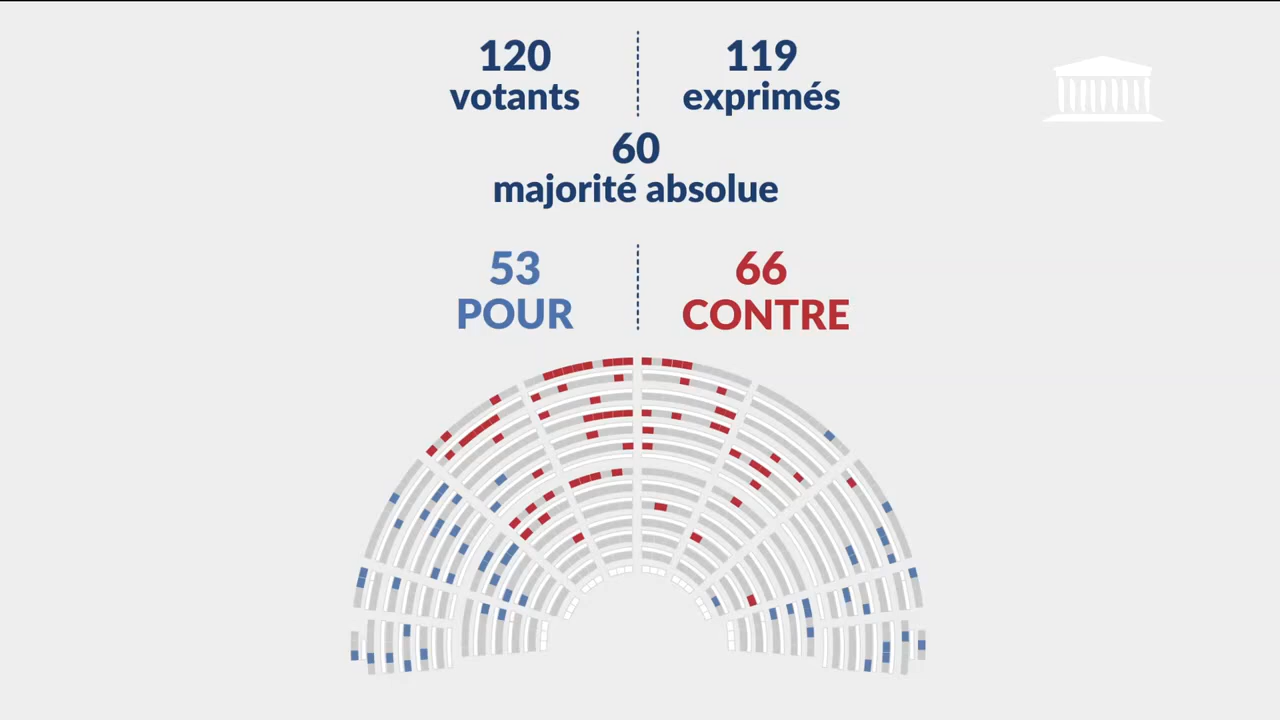 120
votants
119
exprimés
60
majorité absolue
53
POUR
66
CONTRE